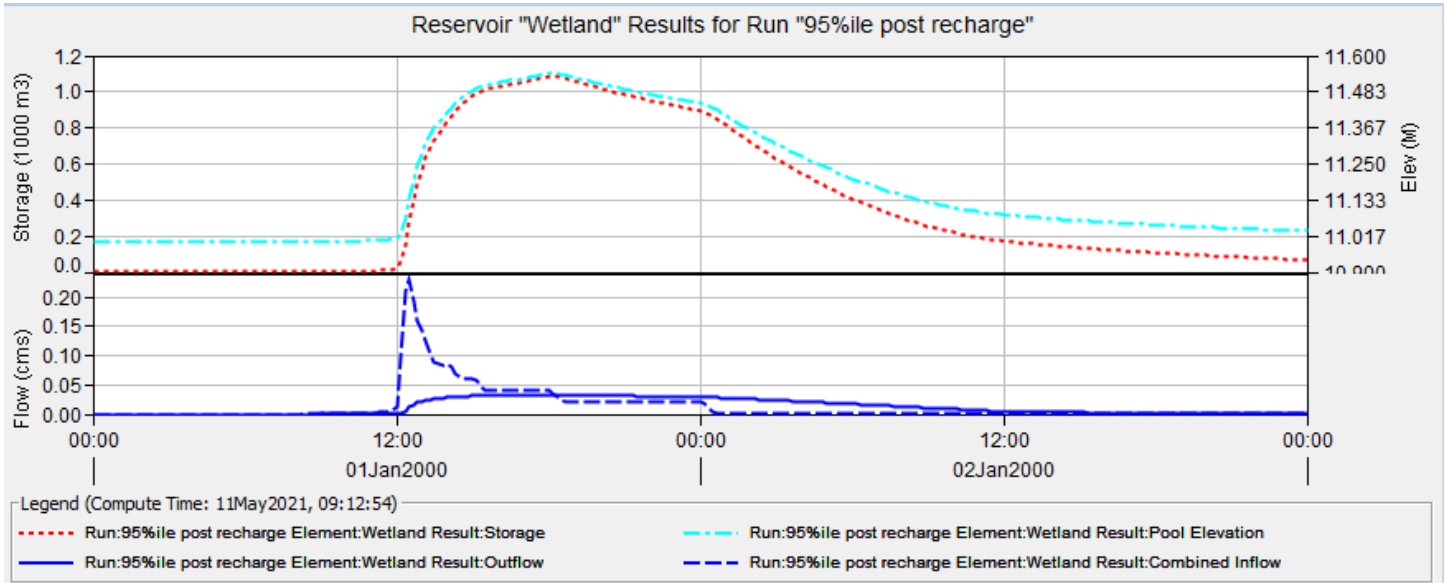 Reservoir "Wetland" Results for Run "95%ile post recharge"
Storage (1000 m3)
1.2
1.0
0.8
0.6
0.4
0.2
0.0
11.600
11.483
11.367
11.250
11.133
11.017
10.900
Elev (M)
Flow (cms)
0.20
0.15
0.10
0.05
0.00
00:00 12:00 00:00 12:00 00:00
01Jan2000 02Jan2000
Legend (Compute Time: 11May2021, 09:12:54)
Run:95%ile post recharge Element:Wetland Result:Storage Run:95%ile post recharge Element:Wetland Result:Pool Elevation
Run:95%ile post recharge Element:Wetland Result:Outflow Run:95%ile post recharge Element:Wetland Result:Combined Inflow